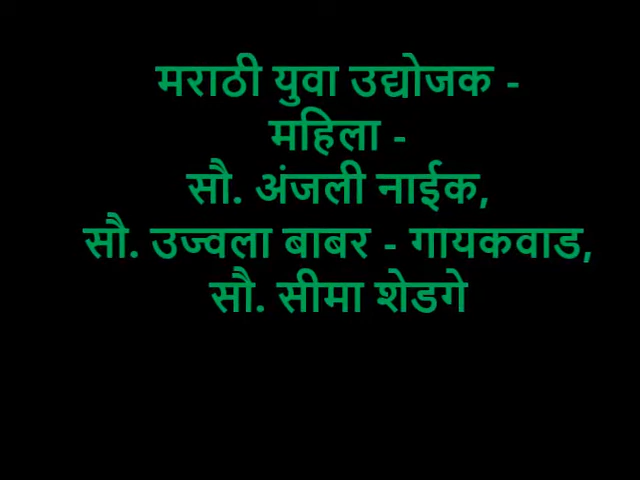 मराठी युवा उद्योजक -
महिला -
सौ. अंजली नाईक,
सौ. उज्वला बाबर - गायकवाड,
सौ. सीमा शेडगे